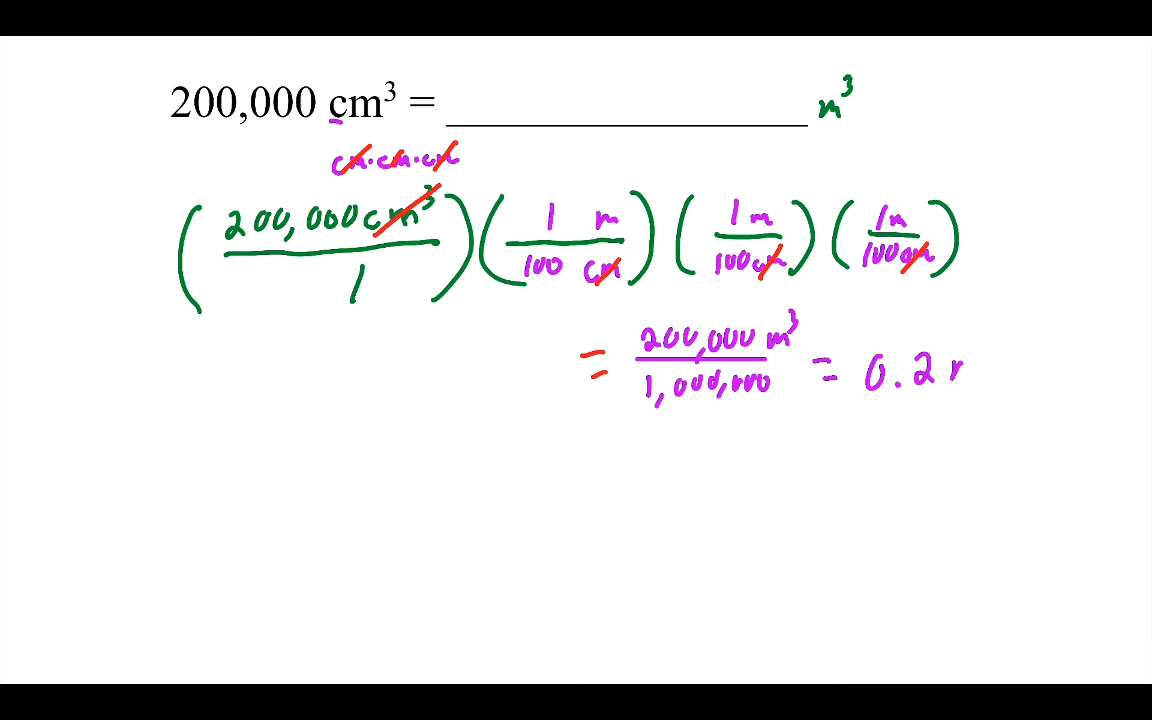 200,000 cm³ = ____________ m³
cm·cm·cm
(200,000 cm³ / 1) (1 m / 100 cm) (1 m / 100 cm) (1 m / 100 cm)
= 200,000 m³ / 1,000,000 = 0.2